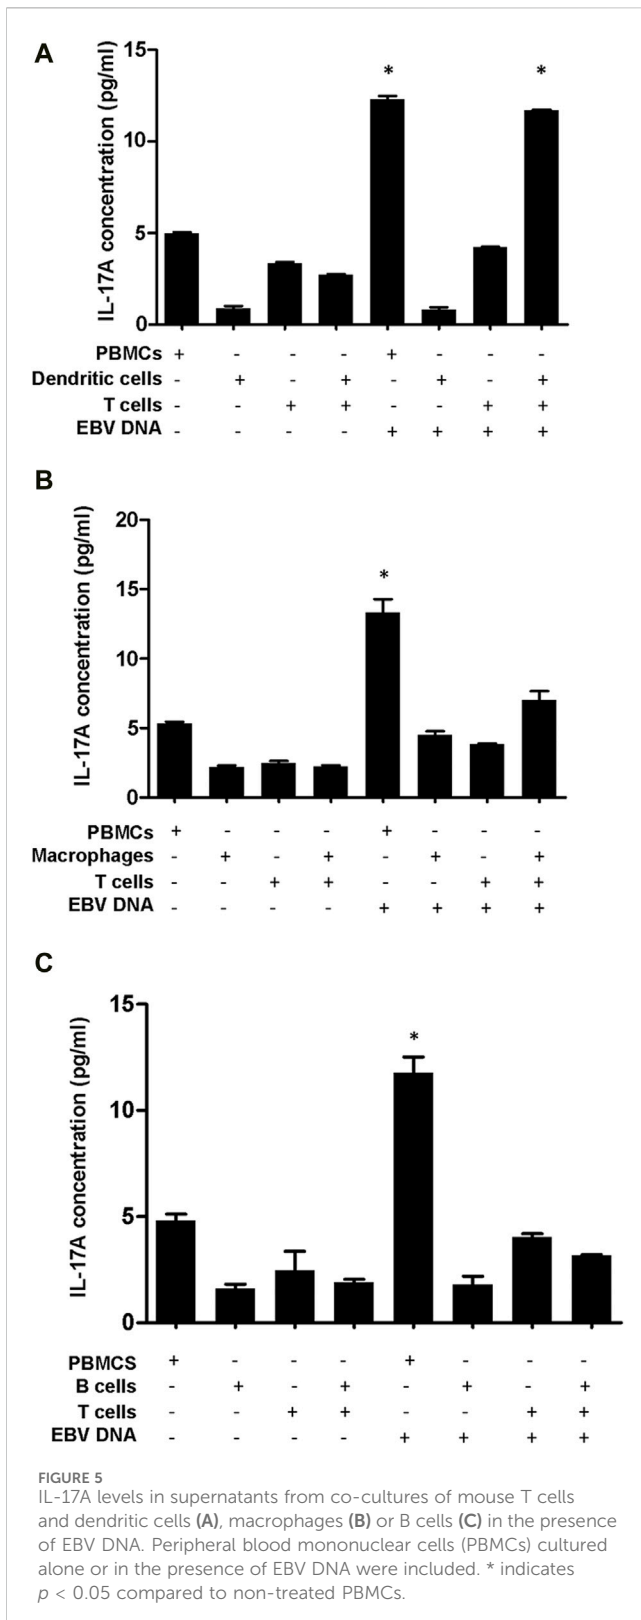 A
IL-17A concentration (pg/ml)
15
10
5
0
PBMCs + - - - + - - -
Dendritic cells - + - + - + - +
T cells - - + + - - + +
EBV DNA - - - - + + + +
* *
B
IL-17A concentration (pg/ml)
20
15
10
5
0
*
PBMCs + - - - + - - -
Macrophages - + - + - + - +
T cells - - + + - - + +
EBV DNA - - - - + + + +
C
IL-17A concentration (pg/ml)
15
10
5
0
*
PBMCS + - - - + - - -
B cells - + - + - + - +
T cells - - + + - - + +
EBV DNA - - - - + + + +
FIGURE 5
IL-17A levels in supernatants from co-cultures of mouse T cells
and dendritic cells (A), macrophages (B) or B cells (C) in the presence
of EBV DNA. Peripheral blood mononuclear cells (PBMCs) cultured
alone or in the presence of EBV DNA were included. * indicates
p < 0.05 compared to non-treated PBMCs.